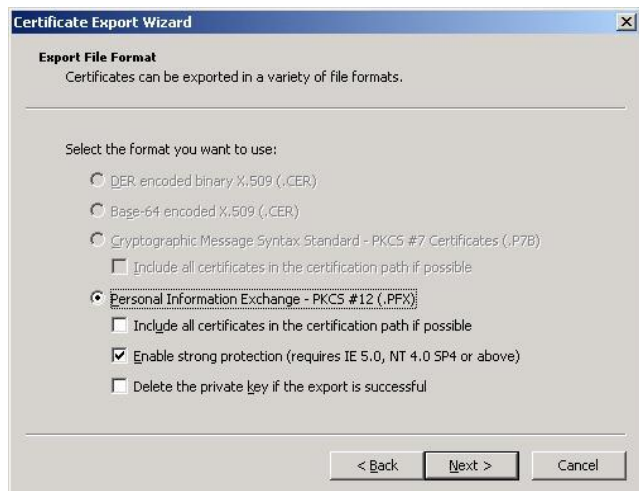 Certificate Export Wizard
Export File Format
Certificates can be exported in a variety of file formats.
Select the format you want to use:
DER encoded binary X.509 (.CER)
Base-64 encoded X.509 (.CER)
Cryptographic Message Syntax Standard - PKCS #7 Certificates (.P7B)
Include all certificates in the certification path if possible
Personal Information Exchange - PKCS #12 (.PFX)
Include all certificates in the certification path if possible
Enable strong protection (requires IE 5.0, NT 4.0 SP4 or above)
Delete the private key if the export is successful
< Back Next > Cancel